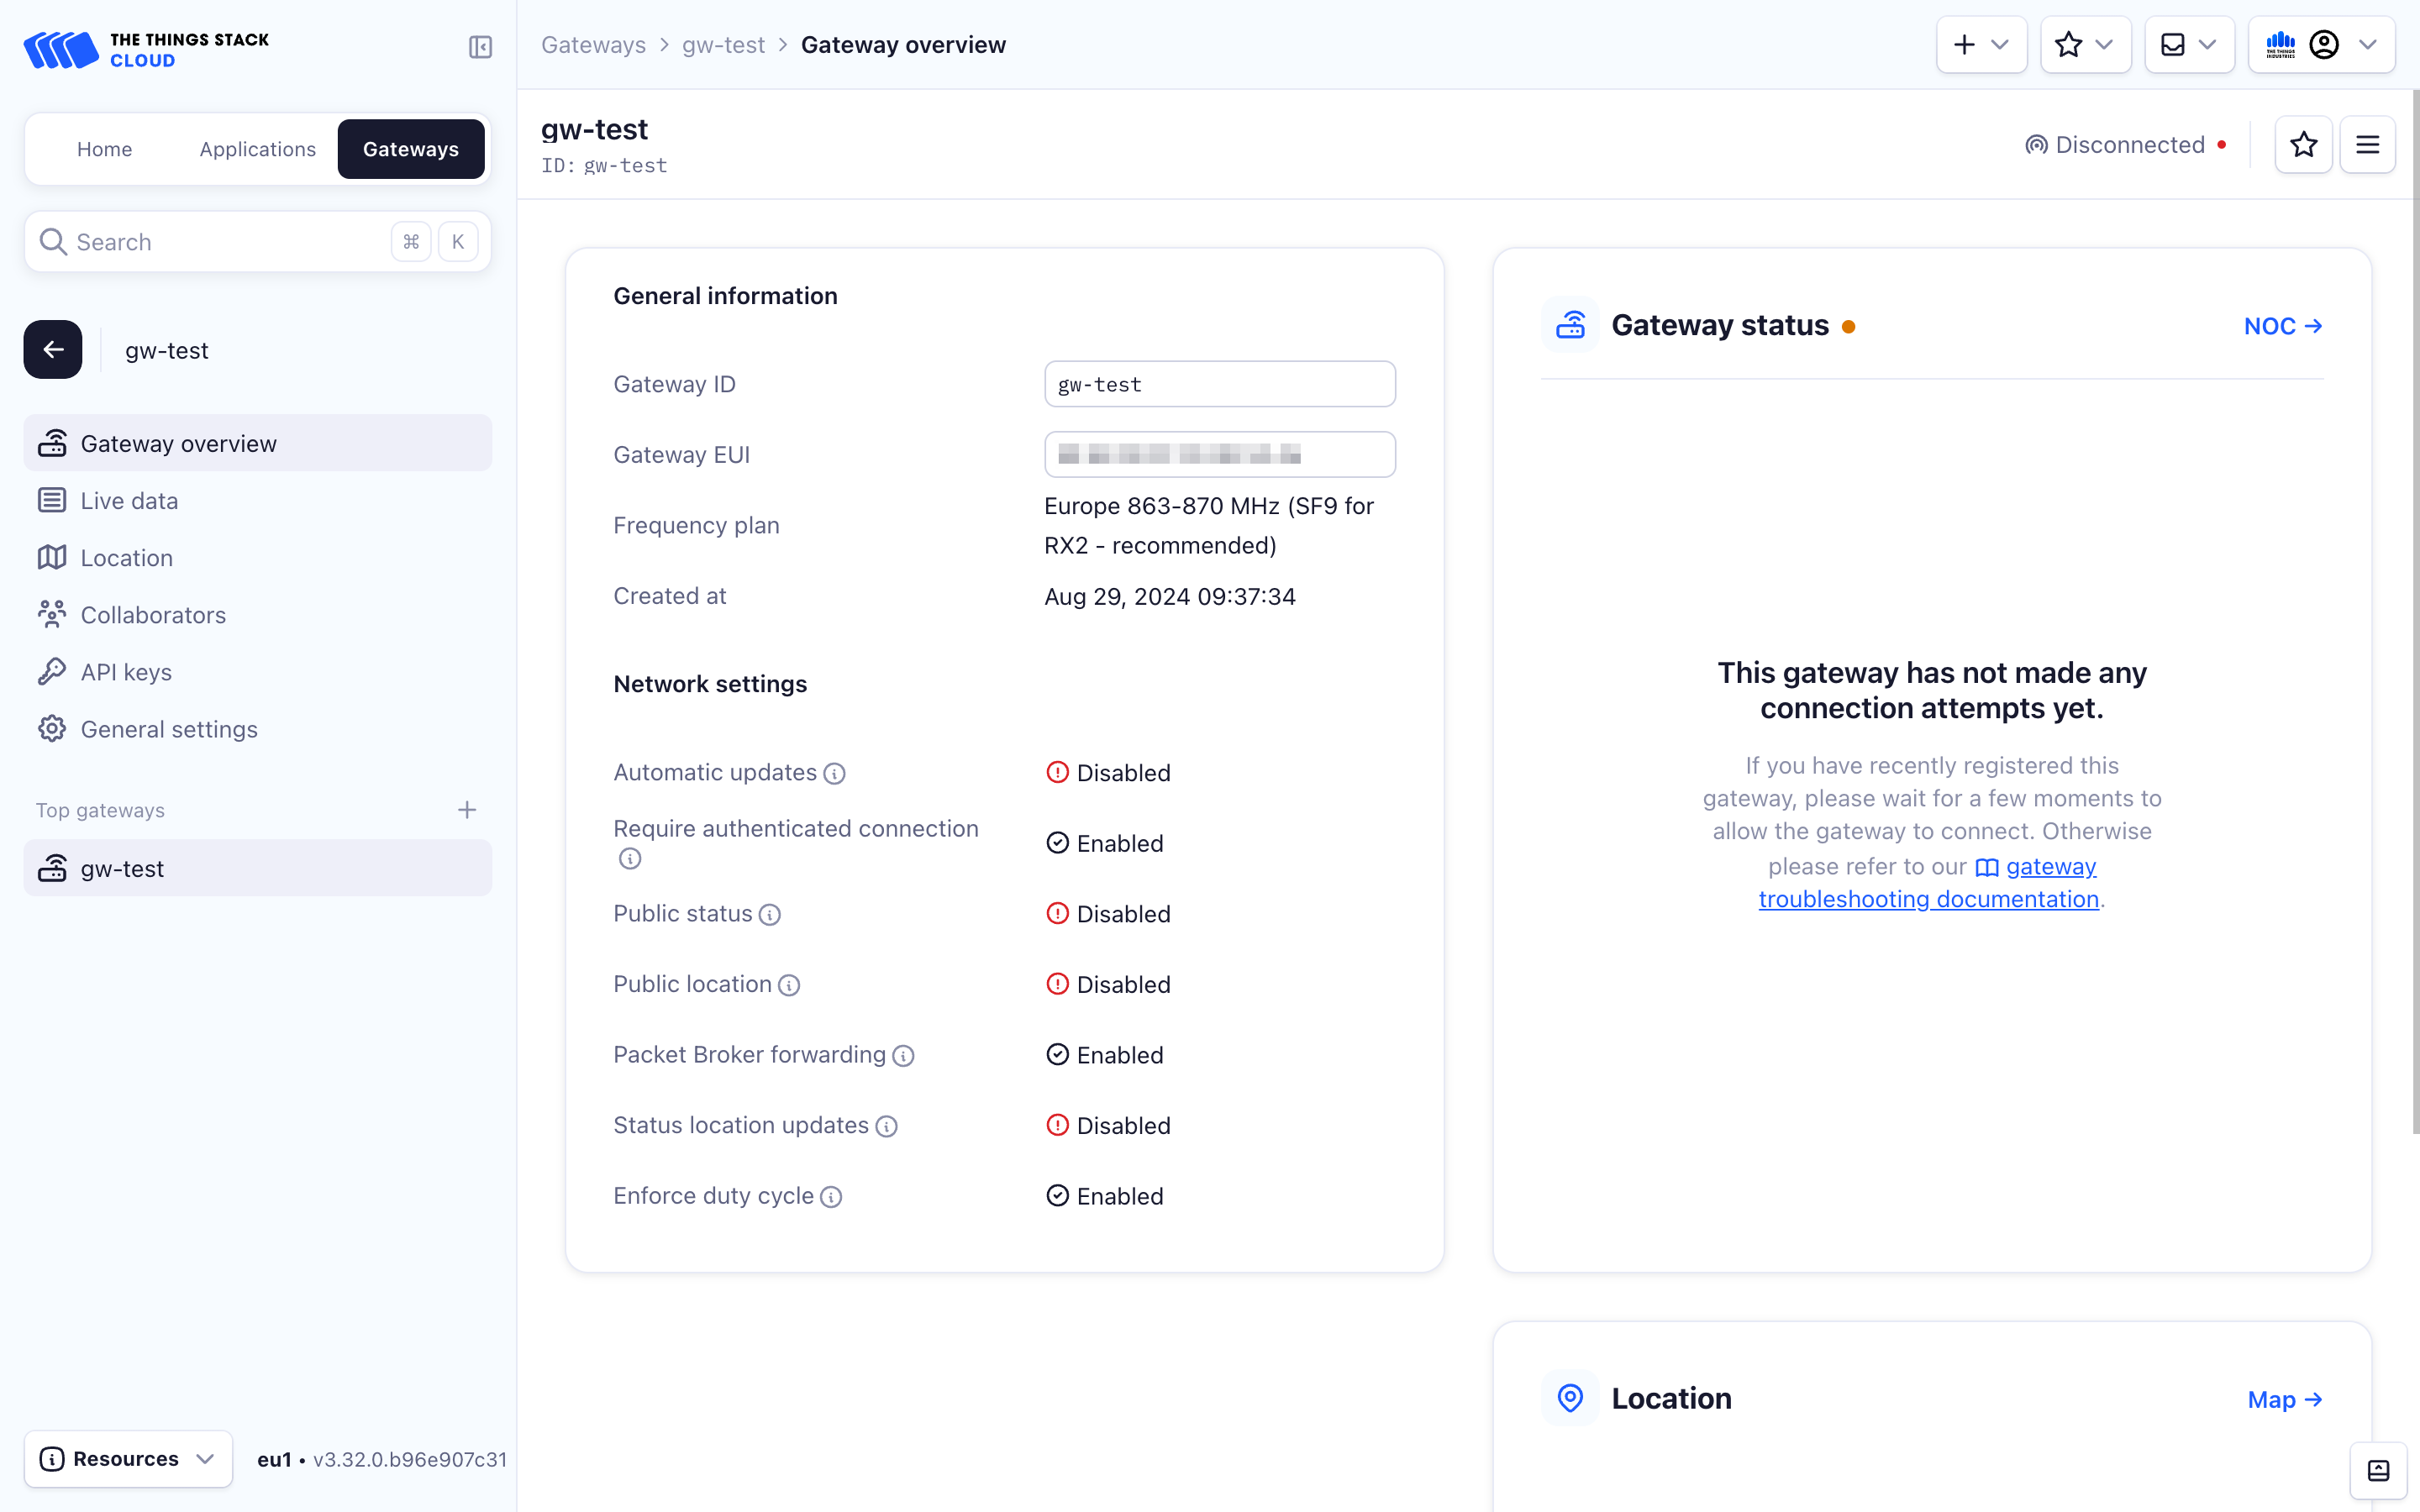 THE THINGS STACK
CLOUD
Gateways > gw-test > Gateway overview
THE THINGS
INDUSTRIES
Home
Applications
Gateways
Search
⌘ K
gw-test
Gateway overview
Live data
Location
Collaborators
API keys
General settings
Top gateways
gw-test
Resources
eu1 • v3.32.0.b96e907c31
gw-test
ID: gw-test
Disconnected
General information
Gateway ID
gw-test
Gateway EUI
Frequency plan
Europe 863-870 MHz (SF9 for
RX2 - recommended)
Created at
Aug 29, 2024 09:37:34
Network settings
Automatic updates
Disabled
Require authenticated connection
Enabled
Public status
Disabled
Public location
Disabled
Packet Broker forwarding
Enabled
Status location updates
Disabled
Enforce duty cycle
Enabled
Gateway status
NOC →
This gateway has not made any
connection attempts yet.
If you have recently registered this
gateway, please wait for a few moments to
allow the gateway to connect. Otherwise
please refer to our gateway
troubleshooting documentation.
Location
Map →